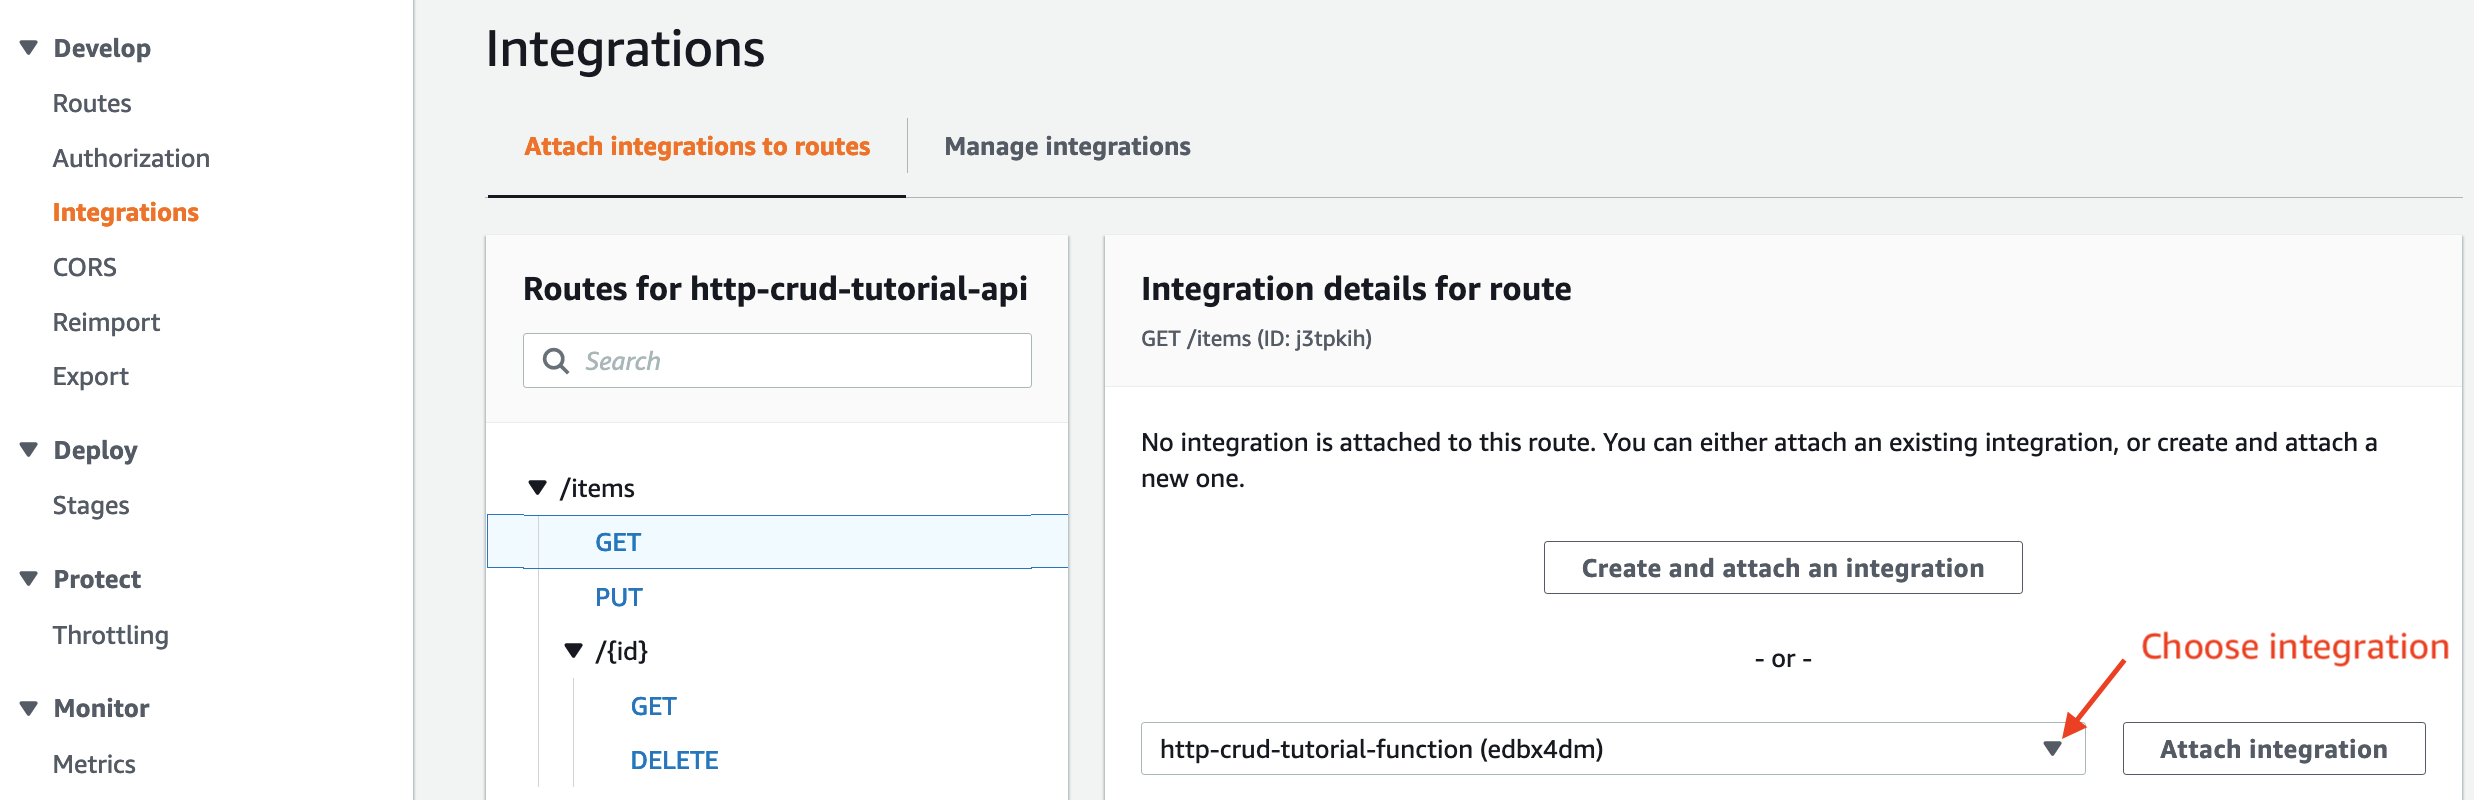 Develop
Routes
Authorization
Integrations
CORS
Reimport
Export
Deploy
Stages
Protect
Throttling
Monitor
Metrics
Integrations
Attach integrations to routes
Manage integrations
Routes for http-crud-tutorial-api
Search
/items
GET
PUT
/{id}
GET
DELETE
Integration details for route
GET /items (ID: j3tpkih)
No integration is attached to this route. You can either attach an existing integration, or create and attach a
new one.
Create and attach an integration
- or -
Choose integration
http-crud-tutorial-function (edbx4dm)
Attach integration